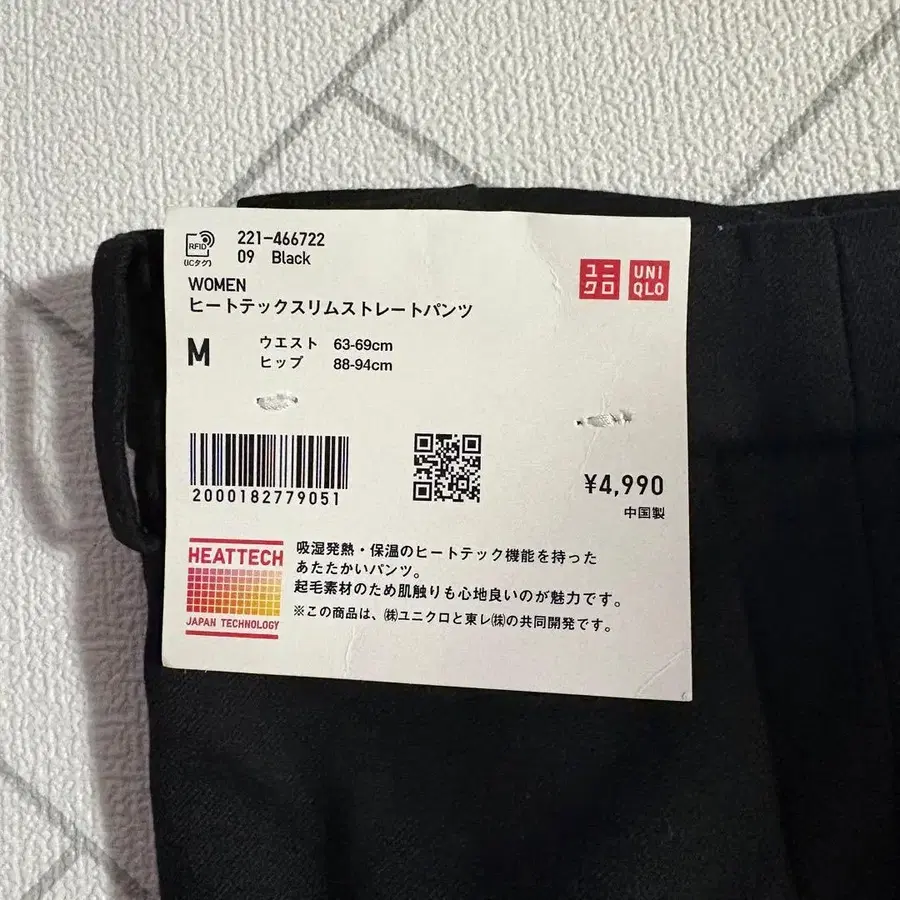 RFID
(ICタグ)
221-466722
09 Black
ユニ
クロ
UNI
QLO
WOMEN
ヒートテックスリムストレートパンツ
M
ウエスト 63-69cm
ヒップ 88-94cm
2000182779051
¥4,990
中国製
HEATTECH
JAPAN TECHNOLOGY
吸湿発熱・保温のヒートテック機能を持った
あたたかいパンツ。
起毛素材のため肌触りも心地良いのが魅力です。
※この商品は、㈱ユニクロと東レ㈱の共同開発です。